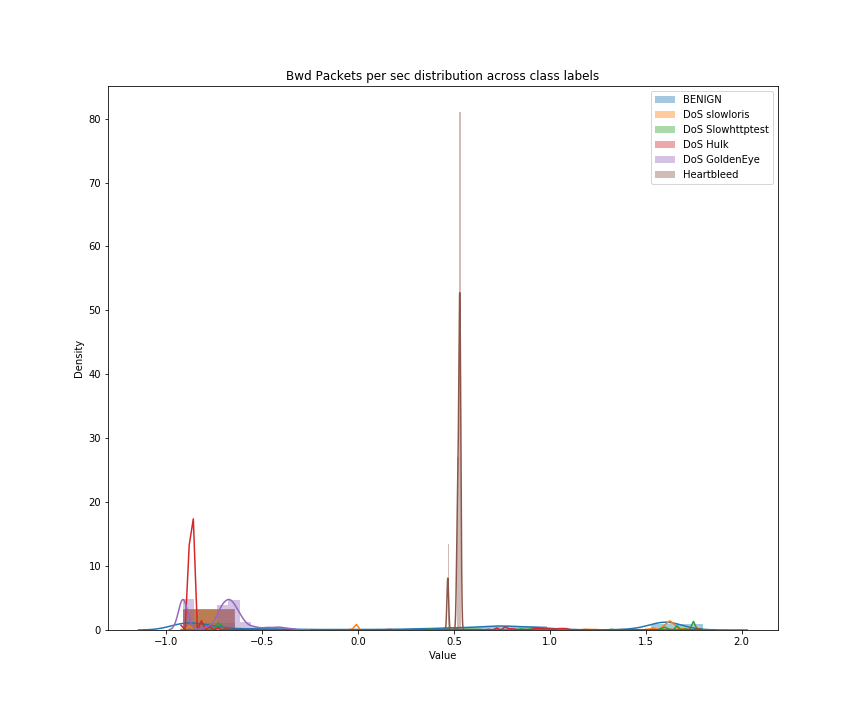 Bwd Packets per sec distribution across class labels
BENIGN
DoS slowloris
DoS Slowhttptest
DoS Hulk
DoS GoldenEye
Heartbleed
80
70
60
50
40
30
20
10
0
Density
−1.0 −0.5 0.0 0.5 1.0 1.5 2.0
Value